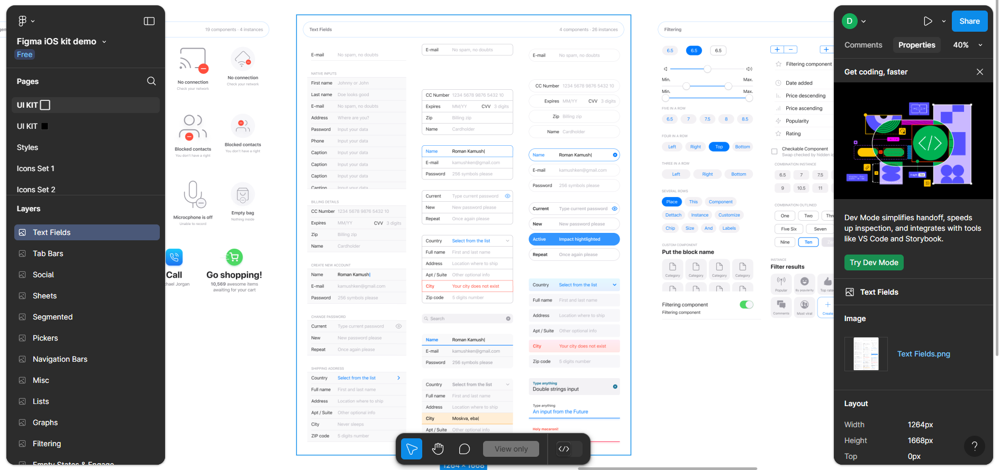 Figma iOS kit demo
Free
Pages
UI KIT
UI KIT
Styles
Icons Set 1
Icons Set 2
Layers
Text Fields
Tab Bars
Social
Sheets
Segmented
Pickers
Navigation Bars
Misc
Lists
Graphs
Filtering
Empty States & Engage
19 components · 4 instances
No connection
Check your network
No connection
Check your network
Blocked contacts
You don't have a right
Blocked contacts
You don't have a right
Microcphone is off
Unable to record
Empty bag
Nothing inside
Call
chael Jorgan
Go shopping!
10,569 awesome items
awaiting for your cart
Text Fields
4 components · 26 instances
E-mail No spam, no doubts
NATIVE INPUTS
First name Johnny or John
Last name Doe looks good
E-mail No spam, no doubts
Address Where are you?
Password Input your data
Phone Input your data
Caption Input your data
Caption Input your data
Caption Input your data
Caption Input your data
BILLING DETAILS
CC Number 1234 5678 9876 5432 10
Expires MM/YY CVV 3 digits
Zip Billing zip
Name Cardholder
CREATE NEW ACCOUNT
Name Roman Kamush|
E-mail kamushken@gmail.com
Password 256 symbols please
CHANGE PASSWORD
Current Type current password
New New password please
Repeat Once again please
SHIPPING ADDRESS
Country Select from the list
Full name First and last name
Address Location where to ship
Apt / Suite Other optional info
City Never sleeps
ZIP code 5 digits number
E-mail No spam, no doubts
CC Number 1234 5678 9876 5432 10
Expires MM/YY CVV 3 digits
Zip Billing zip
Name Cardholder
Name Roman Kamush|
E-mail kamushken@gmail.com
Password 256 symbols please
Current Type current password
New New password please
Repeat Once again please
Country Select from the list
Full name First and last name
Address Location where to ship
Apt / Suite Other optional info
City Your city does not exist
Zip code 5 digits number
Search
Name Roman Kamush|
E-mail kamushken@gmail.com
Password 256 symbols please
Country Select from the list
Full name First and last name
Address Location where to ship
City Moskva, eba|
Apt / Suite Other optional info
E-mail No spam, no doubts
CC Number 1234 5678 9876 5432 10
Expires MM/YY CVV 3 digits
Zip Billing zip
Name Cardholder
Name Roman Kamush|
E-mail kamushken@gmail.com
Password 256 symbols please
Current Type current password
New New password please
Active Impact hightlighted
Repeat Once again please
Country Select from the list
Full name First and last name
Address Location where to ship
Apt / Suite Other optional info
City Your city does not exist
Zip code 5 digits number
Type anything
Double strings input
Type anything
An input from the Future
Holy macaroni!
1264 × 1668
View only
Filtering
6.5 6.5 6.5
Min. Max.
Min. Max.
FIVE IN A ROW
6.5 7 7.5 8 8.5
FOUR IN A ROW
Left Right Top Bottom
THREE IN A ROW
Left Right Bottom
SEVERAL ROWS
Place This Component
Dettach Instance Customize
Chip Size And Labels
CUSTOM COMPONENT
Put the block name
Category Category Category Category
Filtering component
Filtering component
Filtering component
Date added
Price descending
Price ascending
Popularity
Rating
Checkable Component
Swap checked by hidden ic
COMBINATION INSTANCE
6.5 7 7.5
9 10.5 11
COMBINATION OUTLINED
One Two Thre
Five Six Seven
Nine Ten
INSTANCE
Filter results
Popular By popularity Top rate
Comments Most viral Create
D
Share
Comments Properties 40%
Get coding, faster
Dev Mode simplifies handoff, speeds
up inspection, and integrates with tools
like VS Code and Storybook.
Try Dev Mode
Text Fields
Image
Text Fields.png
Layout
Width 1264px
Height 1668px
Top 0px
?